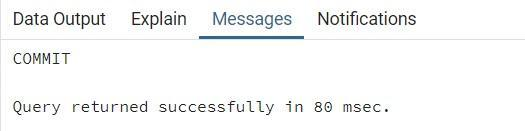 Data Output Explain Messages Notifications
COMMIT
Query returned successfully in 80 msec.